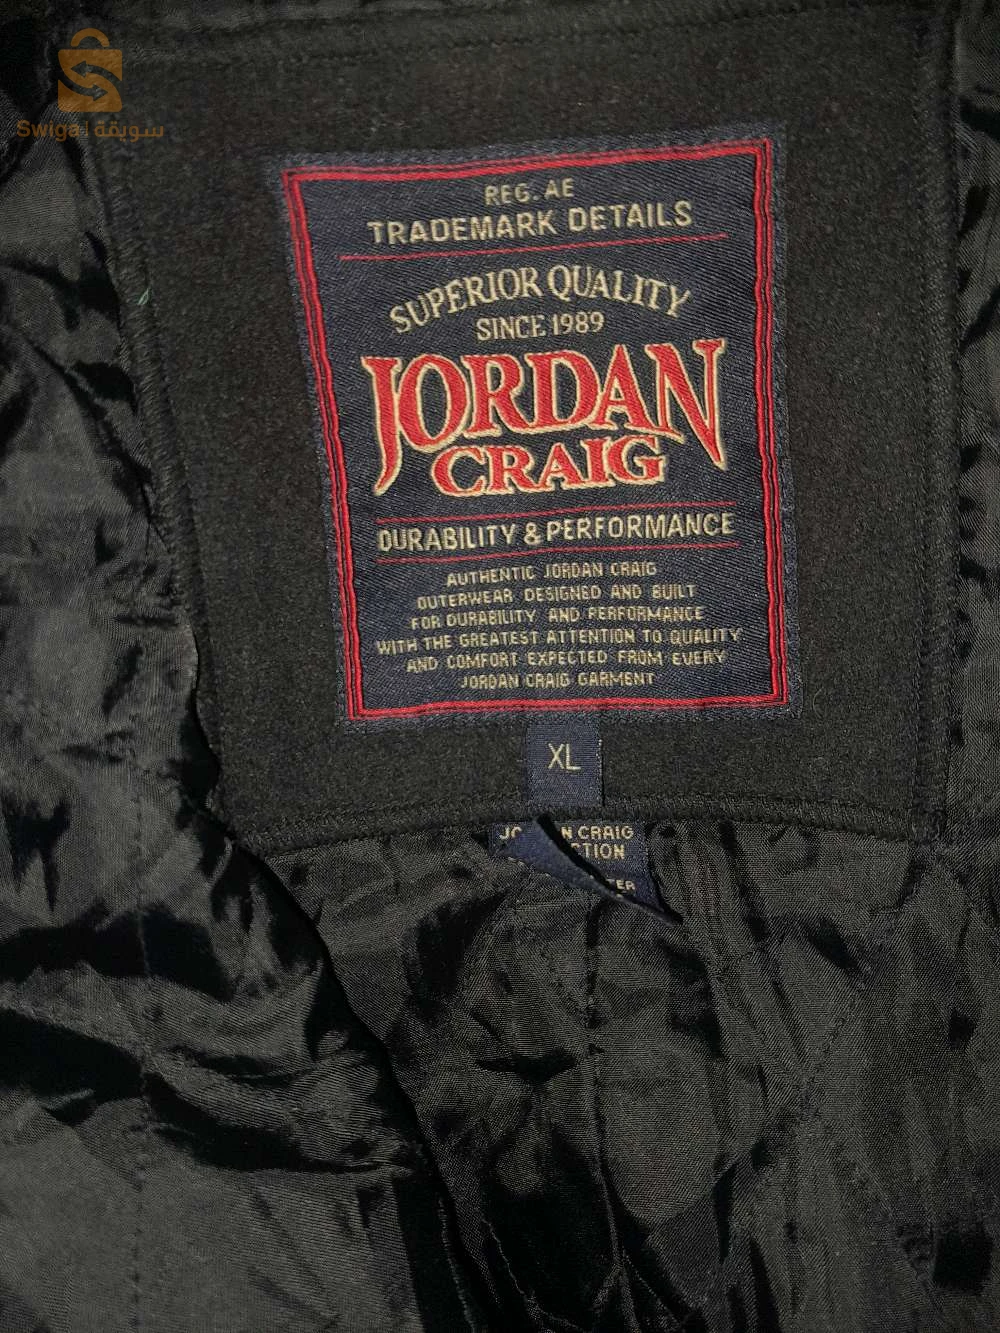 Swiqa | سويقة
REG. AE
TRADEMARK DETAILS
SUPERIOR QUALITY
SINCE 1989
JORDAN
CRAIG
DURABILITY & PERFORMANCE
AUTHENTIC JORDAN CRAIG
OUTERWEAR DESIGNED AND BUILT
FOR DURABILITY AND PERFORMANCE
WITH THE GREATEST ATTENTION TO QUALITY
AND COMFORT EXPECTED FROM EVERY
JORDAN CRAIG GARMENT
XL
CRAIG